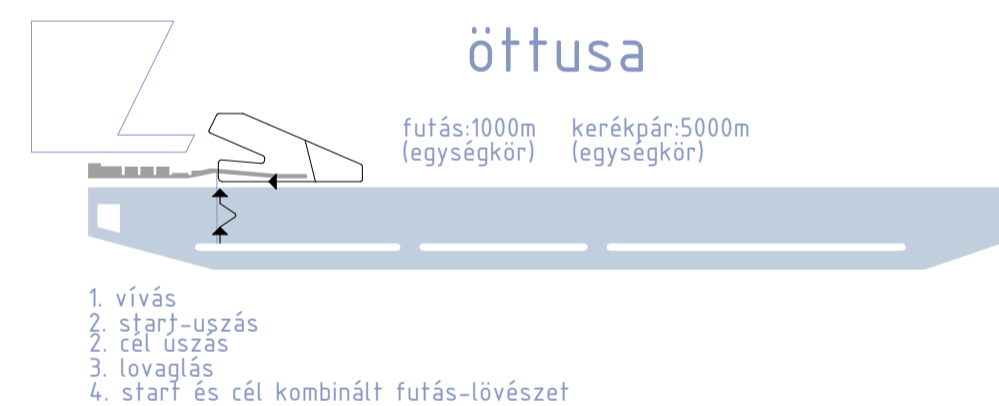 öttusa
futás:1000m
(egységkör)
kerékpár:5000m
(egységkör)
1. vívás
2. start-uszás
2. cél úszás
3. lovaglás
4. start és cél kombinált futás-lövészet